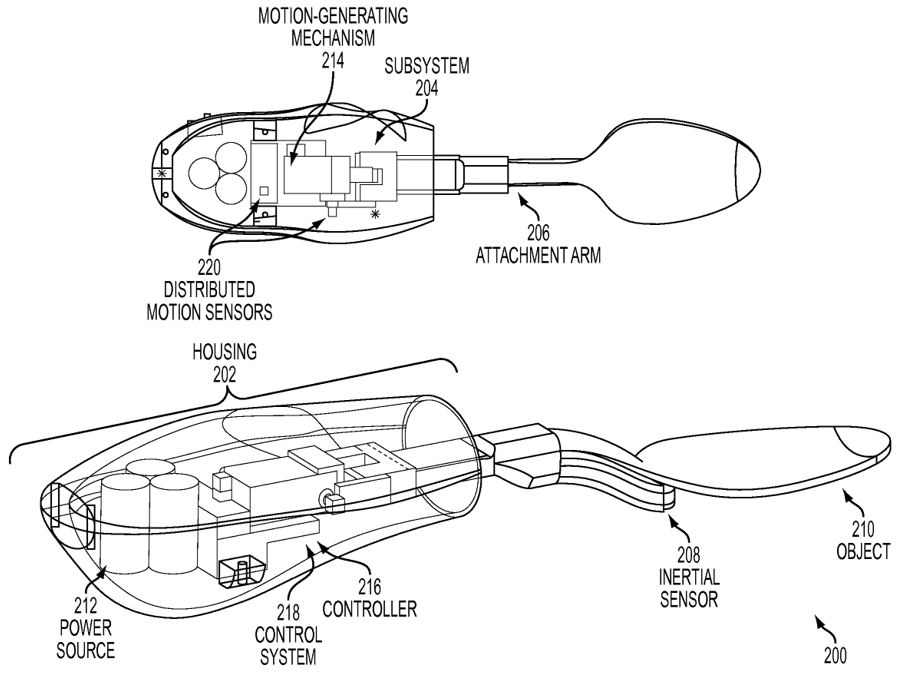 MOTION-GENERATING
MECHANISM
214
SUBSYSTEM
204
206
ATTACHMENT ARM
220
DISTRIBUTED
MOTION SENSORS
HOUSING
202
210
OBJECT
208
INERTIAL
SENSOR
216
CONTROLLER
218
CONTROL
SYSTEM
212
POWER
SOURCE
200